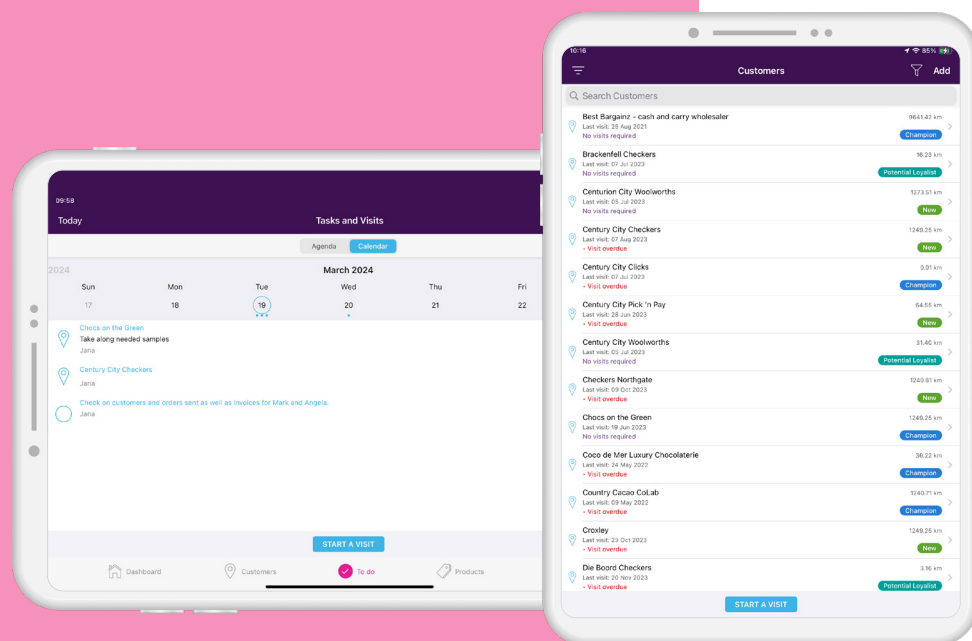 09:58
Today
Tasks and Visits
Agenda
Calendar
2024
March 2024
Sun Mon Tue Wed Thu Fri
17 18 19 20 21 22
Chocs on the Green
Take along needed samples
Jana
Century City Checkers
Jana
Check on customers and orders sent as well as invoices for Mark and Angela.
Jana
START A VISIT
Dashboard
Customers
To do
Products
10:16
85%
Customers
Add
Search Customers
Best Bargainz - cash and carry wholesaler
9641.42 km
Last visit: 25 Aug 2021
No visits required
Champion
Brackenfell Checkers
16.23 km
Last visit: 07 Jul 2023
No visits required
Potential Loyalist
Centurion City Woolworths
1273.51 km
Last visit: 05 Jul 2023
No visits required
New
Century City Checkers
1249.25 km
Last visit: 07 Aug 2023
• Visit overdue
New
Century City Clicks
0.91 km
Last visit: 07 Jul 2023
• Visit overdue
Champion
Century City Pick 'n Pay
64.55 km
Last visit: 28 Jun 2023
• Visit overdue
New
Century City Woolworths
31.40 km
Last visit: 05 Jul 2023
No visits required
Potential Loyalist
Checkers Northgate
1240.81 km
Last visit: 09 Oct 2023
• Visit overdue
New
Chocs on the Green
1249.25 km
Last visit: 19 Jun 2023
No visits required
Champion
Coco de Mer Luxury Chocolaterie
36.22 km
Last visit: 24 May 2022
• Visit overdue
Champion
Country Cacao CoLab
1240.71 km
Last visit: 09 May 2022
• Visit overdue
Champion
Croxley
1249.25 km
Last visit: 23 Oct 2023
• Visit overdue
New
Die Boord Checkers
3.16 km
Last visit: 20 Nov 2023
• Visit overdue
Potential Loyalist
START A VISIT